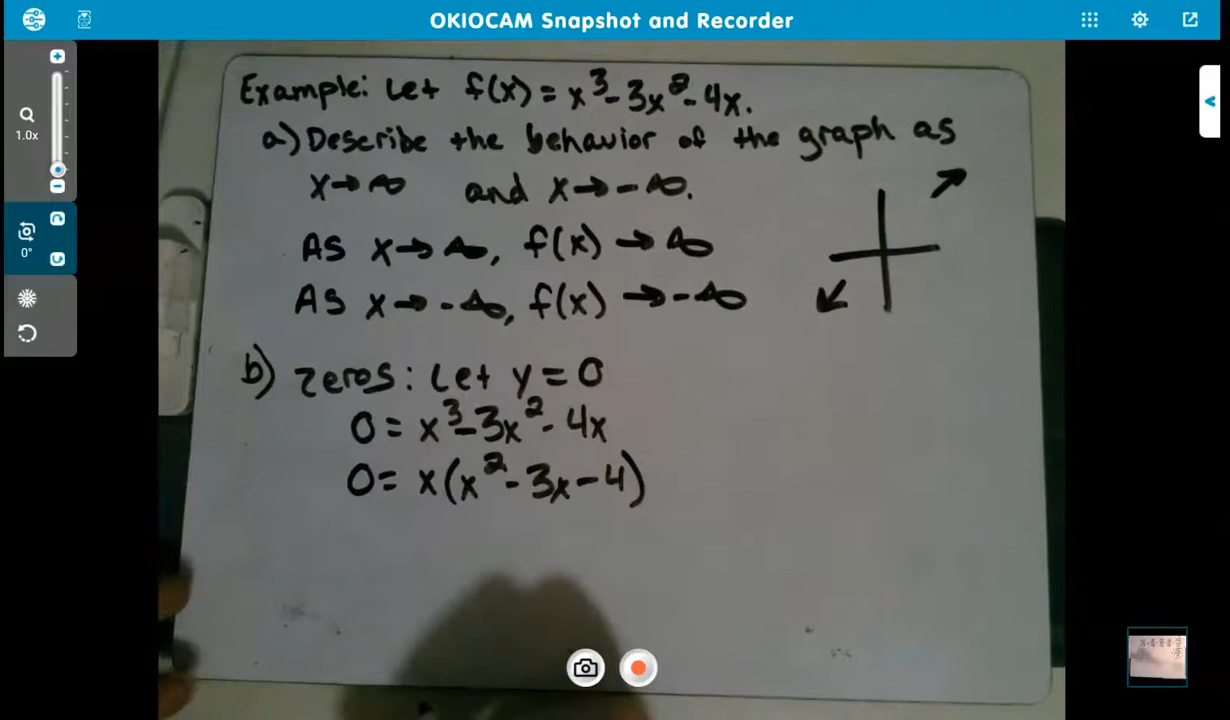 OKIOCAM Snapshot and Recorder
1.0x
0°
Example: Let f(x) = x³ - 3x² - 4x.
a) Describe the behavior of the graph as
x → ∞ and x → -∞.
As x → ∞, f(x) → ∞
As x → -∞, f(x) → -∞
b) zeros: Let y = 0
0 = x³ - 3x² - 4x
0 = x(x² - 3x - 4)